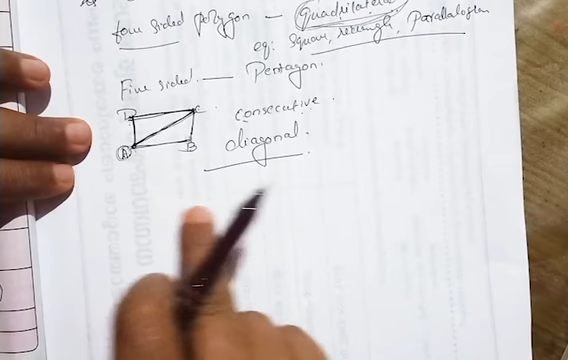 four sided polygon — Quadrilateral
eg: Square, rectangle, Parallelogram
Five sided — Pentagon.
D C consecutive
A B diagonal.